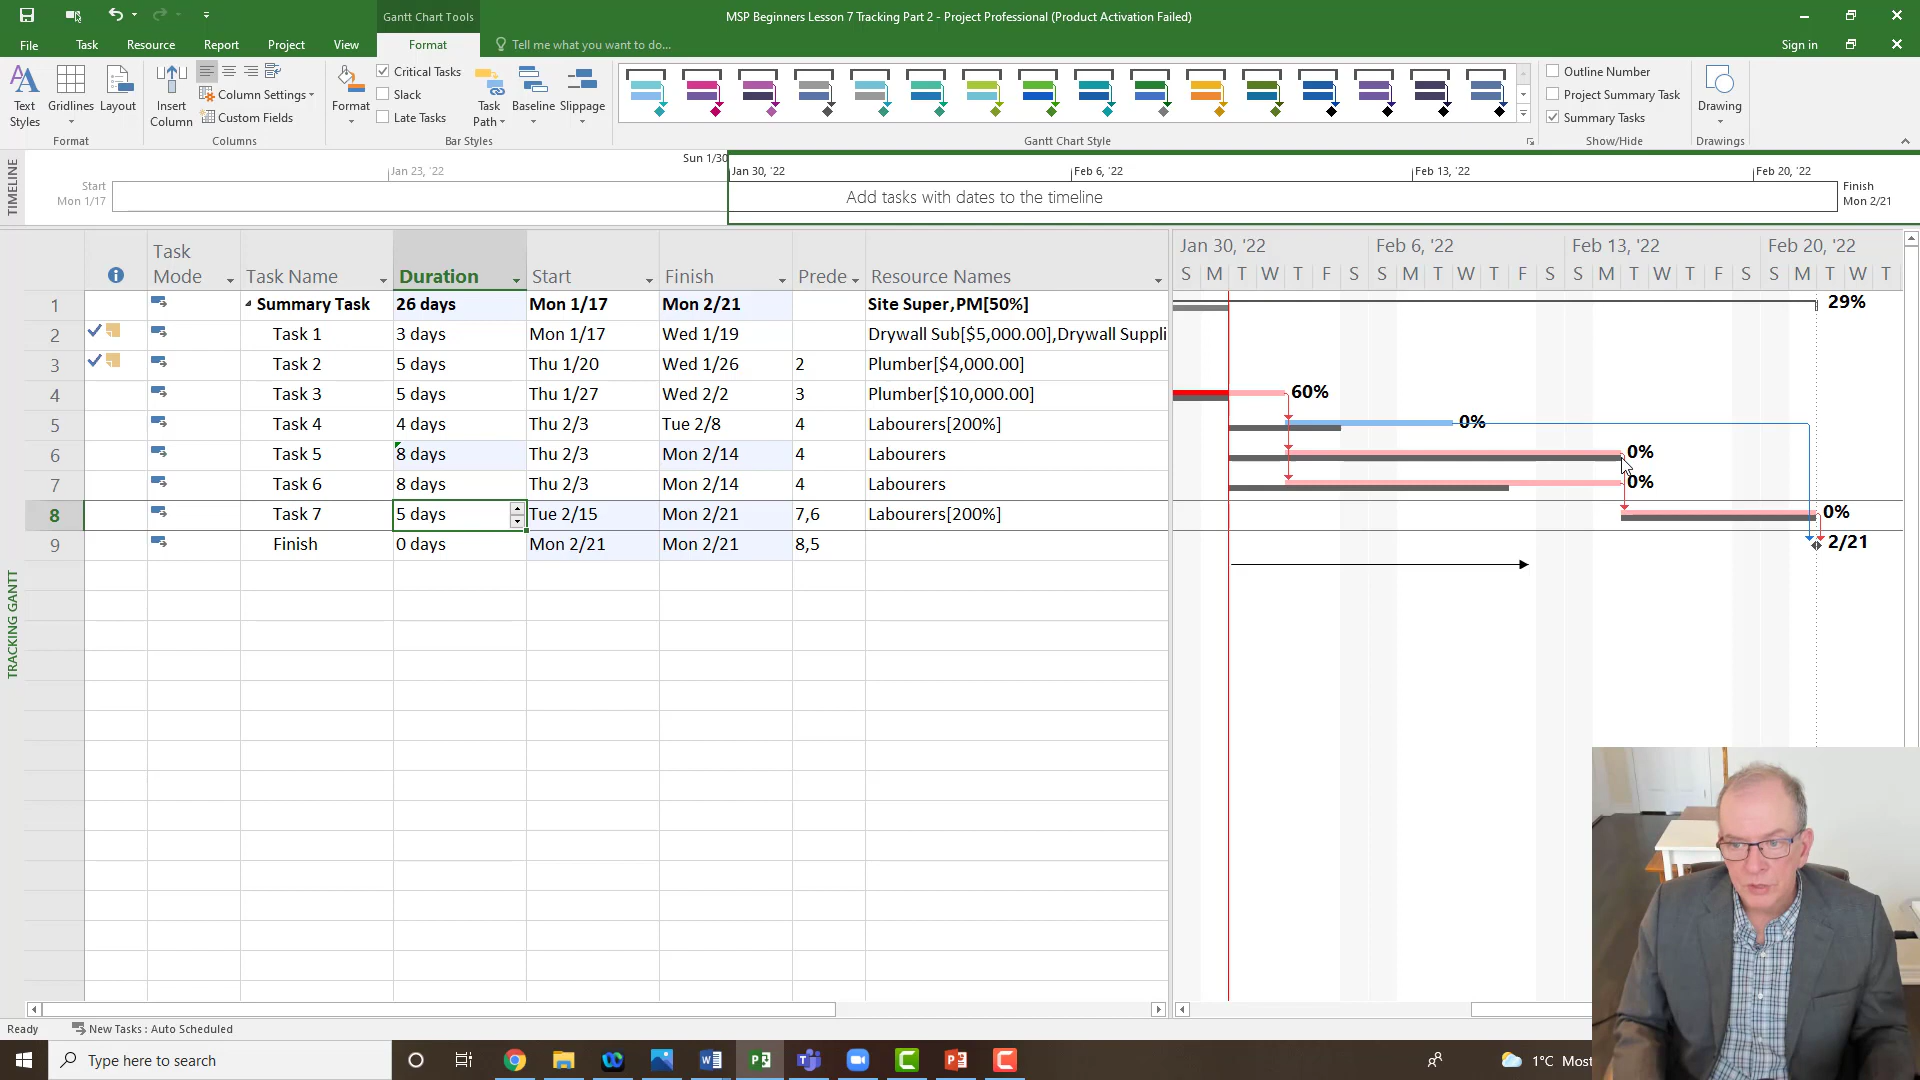 Gantt Chart Tools
MSP Beginners Lesson 7 Tracking Part 2 - Project Professional (Product Activation Failed)
File Task Resource Report Project View Format Tell me what you want to do... Sign in
Text Styles
Gridlines
Layout
Format
Insert Column
Column Settings
Custom Fields
Columns
Format
Critical Tasks
Slack
Late Tasks
Task Path
Baseline
Slippage
Bar Styles
Gantt Chart Style
Outline Number
Project Summary Task
Summary Tasks
Show/Hide
Drawing
Drawings
TIMELINE
Sun 1/30
Jan 23, '22 Jan 30, '22 Feb 6, '22 Feb 13, '22 Feb 20, '22
Start
Mon 1/17
Add tasks with dates to the timeline
Finish
Mon 2/21
Task Mode Task Name Duration Start Finish Prede Resource Names
1 Summary Task 26 days Mon 1/17 Mon 2/21 Site Super,PM[50%]
2 Task 1 3 days Mon 1/17 Wed 1/19 Drywall Sub[$5,000.00],Drywall Suppli
3 Task 2 5 days Thu 1/20 Wed 1/26 2 Plumber[$4,000.00]
4 Task 3 5 days Thu 1/27 Wed 2/2 3 Plumber[$10,000.00]
5 Task 4 4 days Thu 2/3 Tue 2/8 4 Labourers[200%]
6 Task 5 8 days Thu 2/3 Mon 2/14 4 Labourers
7 Task 6 8 days Thu 2/3 Mon 2/14 4 Labourers
8 Task 7 5 days Tue 2/15 Mon 2/21 7,6 Labourers[200%]
9 Finish 0 days Mon 2/21 Mon 2/21 8,5
Jan 30, '22 Feb 6, '22 Feb 13, '22 Feb 20, '22
S M T W T F S S M T W T F S S M T W T F S S M T W T
29%
60%
0%
0%
0%
0%
2/21
TRACKING GANTT
Ready New Tasks : Auto Scheduled
Type here to search
1°C Most